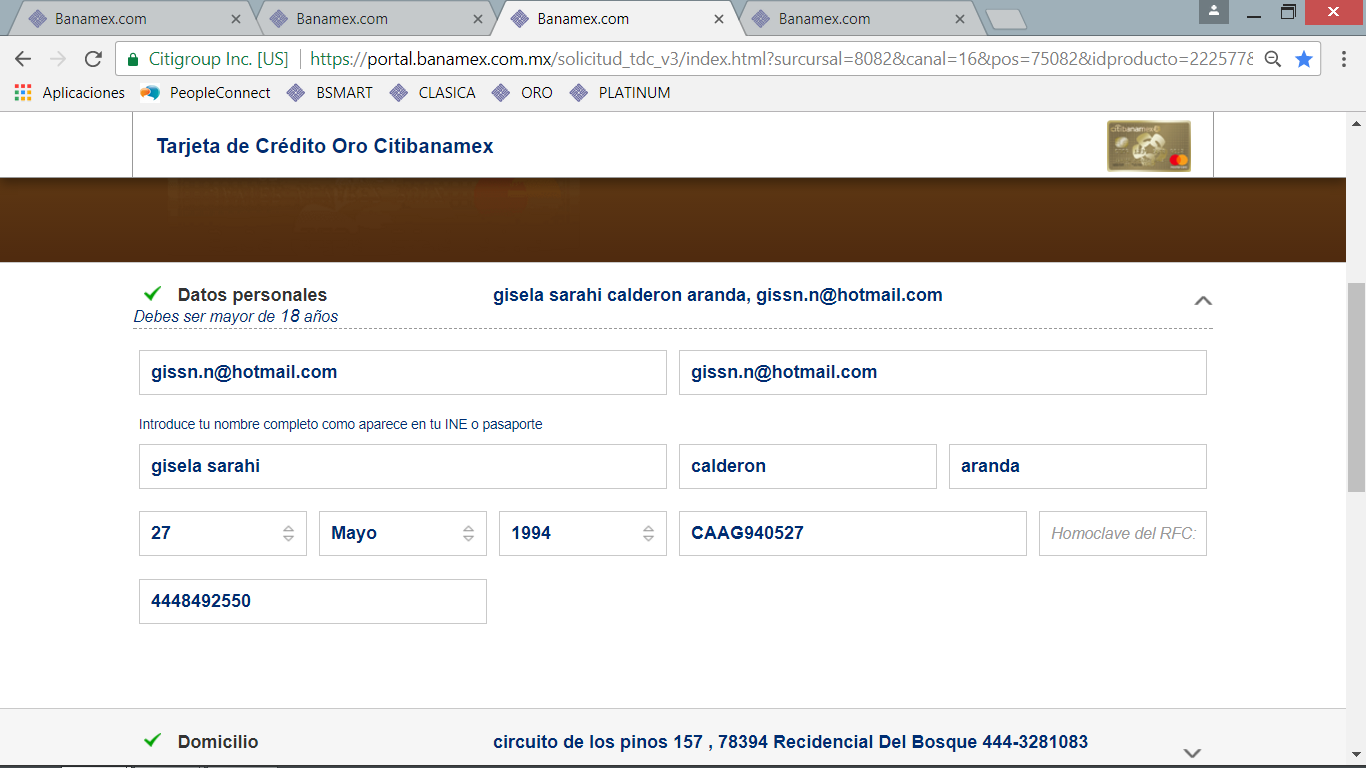 Banamex.com Banamex.com Banamex.com Banamex.com
Citigroup Inc. [US] https://portal.banamex.com.mx/solicitud_tdc_v3/index.html?surcursal=8082&canal=16&pos=75082&idproducto=222577&
Aplicaciones PeopleConnect BSMART CLASICA ORO PLATINUM
Tarjeta de Crédito Oro Citibanamex
citibanamex
Datos personales gisela sarahi calderon aranda, gissn.n@hotmail.com
Debes ser mayor de 18 años
gissn.n@hotmail.com gissn.n@hotmail.com
Introduce tu nombre completo como aparece en tu INE o pasaporte
gisela sarahi calderon aranda
27 Mayo 1994 CAAG940527 Homoclave del RFC:
4448492550
Domicilio circuito de los pinos 157 , 78394 Recidencial Del Bosque 444-3281083